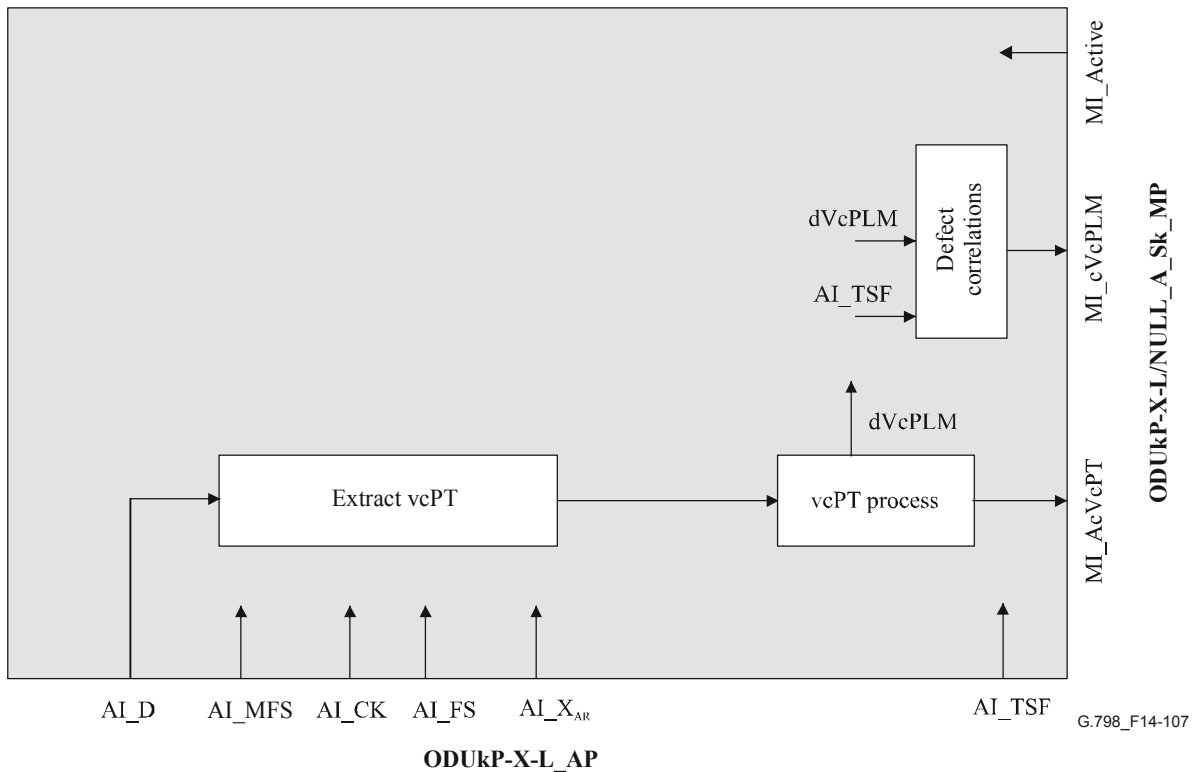 MI_Active
dVcPLM
AI_TSF
Defect
correlations
MI_cVcPLM
ODUkP-X-L/NULL_A_Sk_MP
dVcPLM
Extract vcPT
vcPT process
MI_AcVcPT
AI_D
AI_MFS
AI_CK
AI_FS
AI_X_AR
AI_TSF
G.798_F14-107
ODUkP-X-L_AP